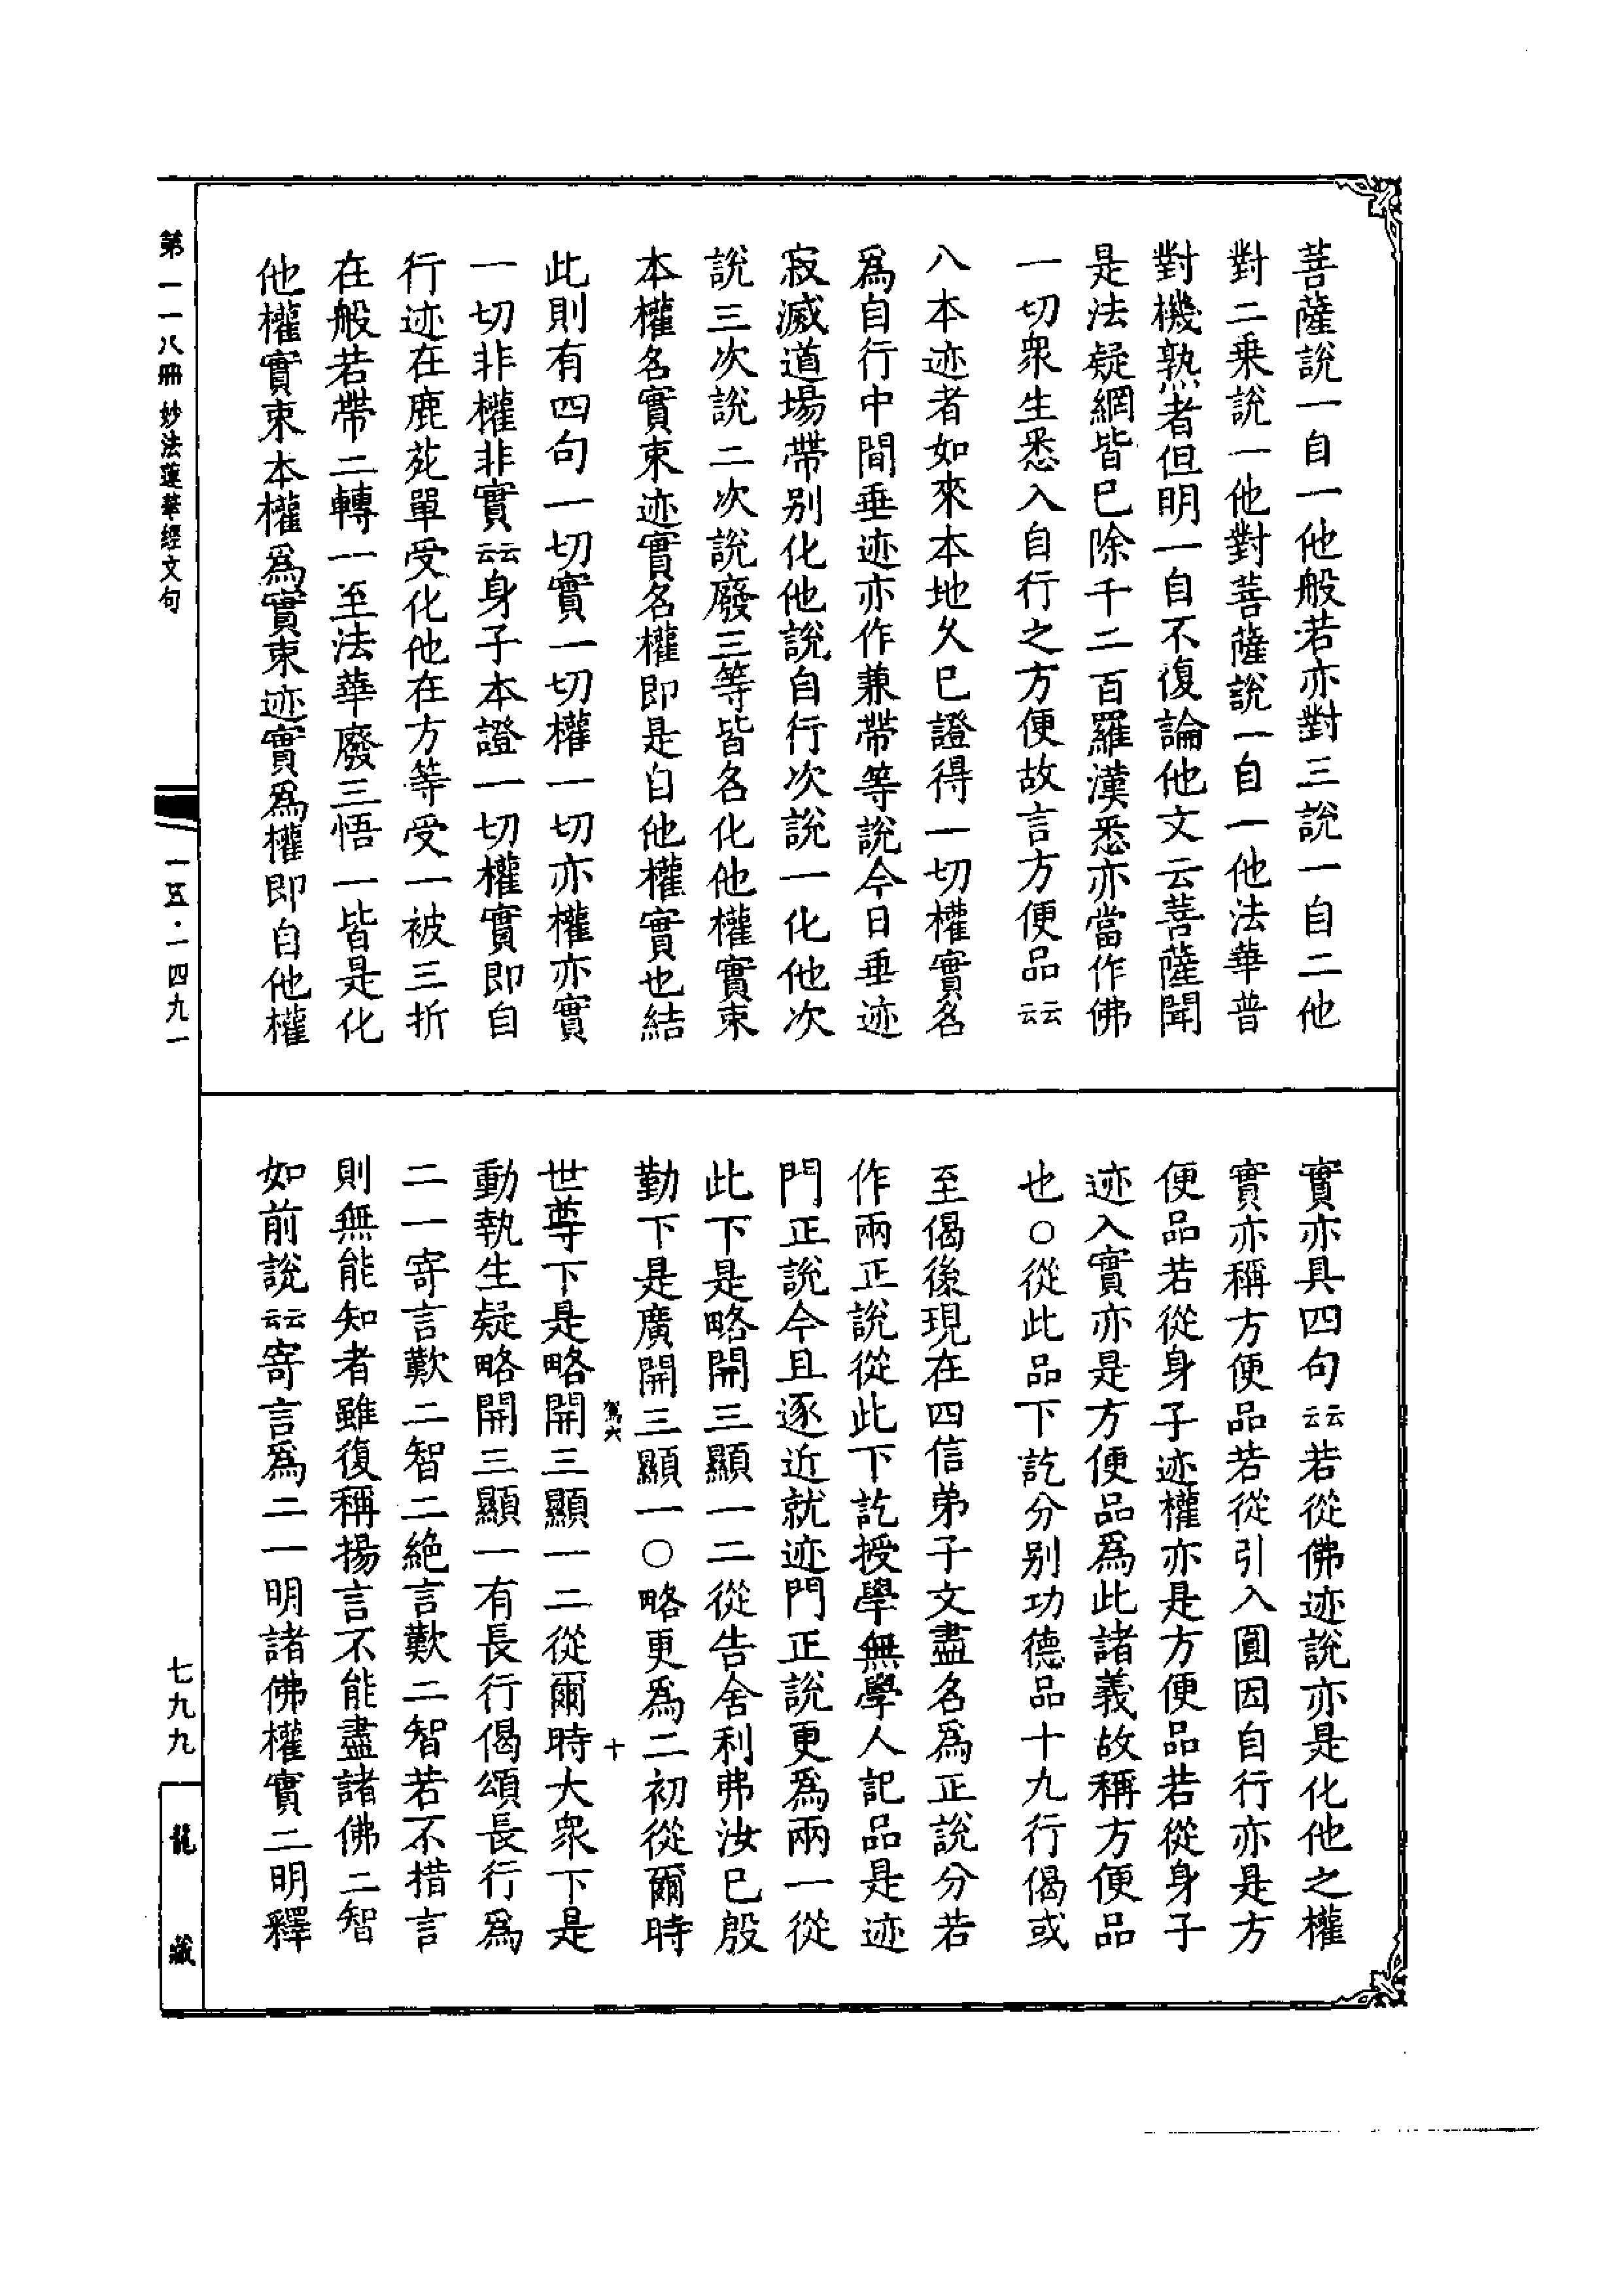 菩薩說一自一他般若亦對三說一自二他
對二乗說一他對菩薩說一自一他法華普
對機熟者但明一自不復論他文云菩薩聞
是法疑網皆已除千二百羅漢悉亦當作佛
一切衆生悉入自行之方便故言方便品云云
八本迹者如來本地乆已證得一切權實名
爲自行中間垂迹亦作兼帶等說今日垂迹
寂滅道場帶別化他說自行次說一化他次
說三次說二次說廢三等皆名化他權實束
本權名實束迹實名權即是自他權實也結
此則有四句一切實一切權一切亦權亦實
一切非權非實云云身子本證一切權實即自
行迹在鹿苑單受化他在方等受一被三折
在般若帶二轉一至法華廢三悟一皆是化
他權實束本權爲實束迹實爲權即自他權
實亦具四句云云若從佛迹說亦是化他之權
實亦稱方便品若從引入圓因自行亦是方
便品若從身子迹權亦是方便品若從身子
迹入實亦是方便品爲此諸義故稱方便品
也○從此品下訖分別功德品十九行偈或
至偈後現在四信弟子文盡名爲正說分若
作兩正說從此下訖授學無學人記品是迹
門正說今且逐近就迹門正說更爲兩一從
此下是略開三顯一二從告舍利弗汝已殷
勤下是廣開三顯一○略更爲二初從爾時
駕六 十
世尊下是略開三顯一二從爾時大衆下是
動執生疑略開三顯一有長行偈頌長行爲
二一寄言歎二智二絶言歎二智若不措言
則無能知者雖復稱揚言不能盡諸佛二智
如前說云云寄言爲二一明諸佛權實二明釋
第一一八冊 妙法蓮華經文句
一五·一四九一
七九九
龍藏